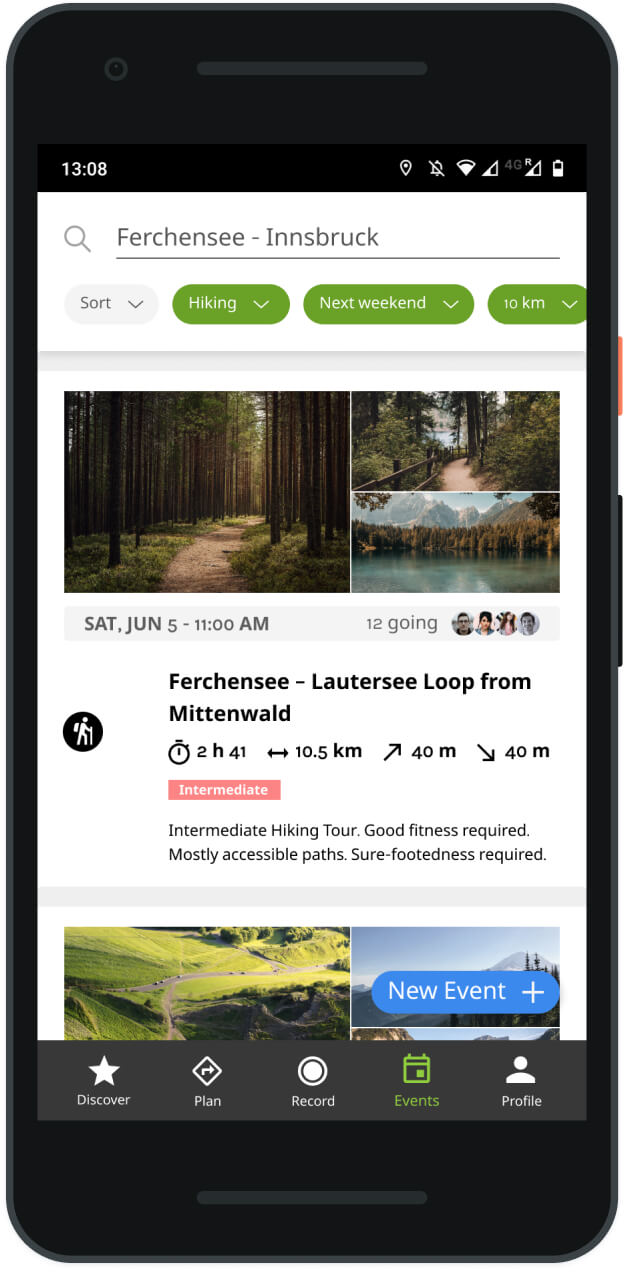 13:08
4G R
Ferchensee - Innsbruck
Sort Hiking Next weekend 10 km
SAT, JUN 5 - 11:00 AM 12 going
Ferchensee – Lautersee Loop from
Mittenwald
2 h 41 10.5 km 40 m 40 m
Intermediate
Intermediate Hiking Tour. Good fitness required.
Mostly accessible paths. Sure-footedness required.
New Event +
Discover Plan Record Events Profile